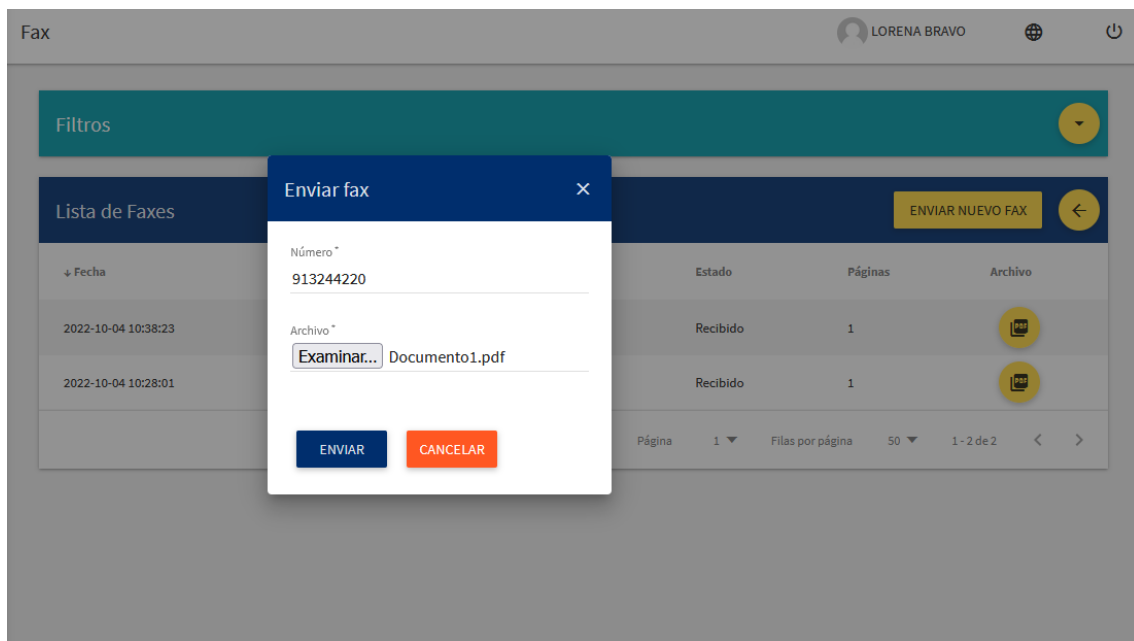 Fax LORENA BRAVO
Filtros
Enviar fax
Lista de Faxes ENVIAR NUEVO FAX
Número*
913244220
↓ Fecha Estado Páginas Archivo
Archivo*
2022-10-04 10:38:23 Recibido 1 PDF
Examinar... Documento1.pdf
2022-10-04 10:28:01 Recibido 1 PDF
Página 1 Filas por página 50 1 - 2 de 2
ENVIAR CANCELAR